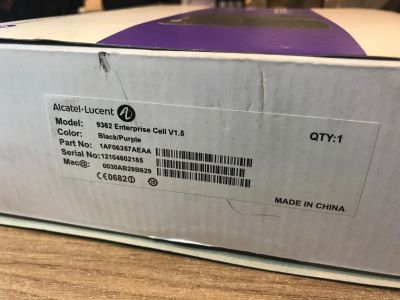 Alcatel-Lucent
Model: 9362 Enterprise Cell V1.5
Color: Black/Purple
QTY:1
Part No: 1AF06357AEAA
Serial No: 12104602185
Mac@: 0030AB29B629
CE0682
MADE IN CHINA